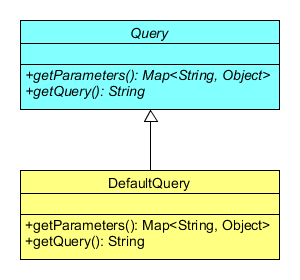 Query
+getParameters(): Map<String, Object>
+getQuery(): String
DefaultQuery
+getParameters(): Map<String, Object>
+getQuery(): String